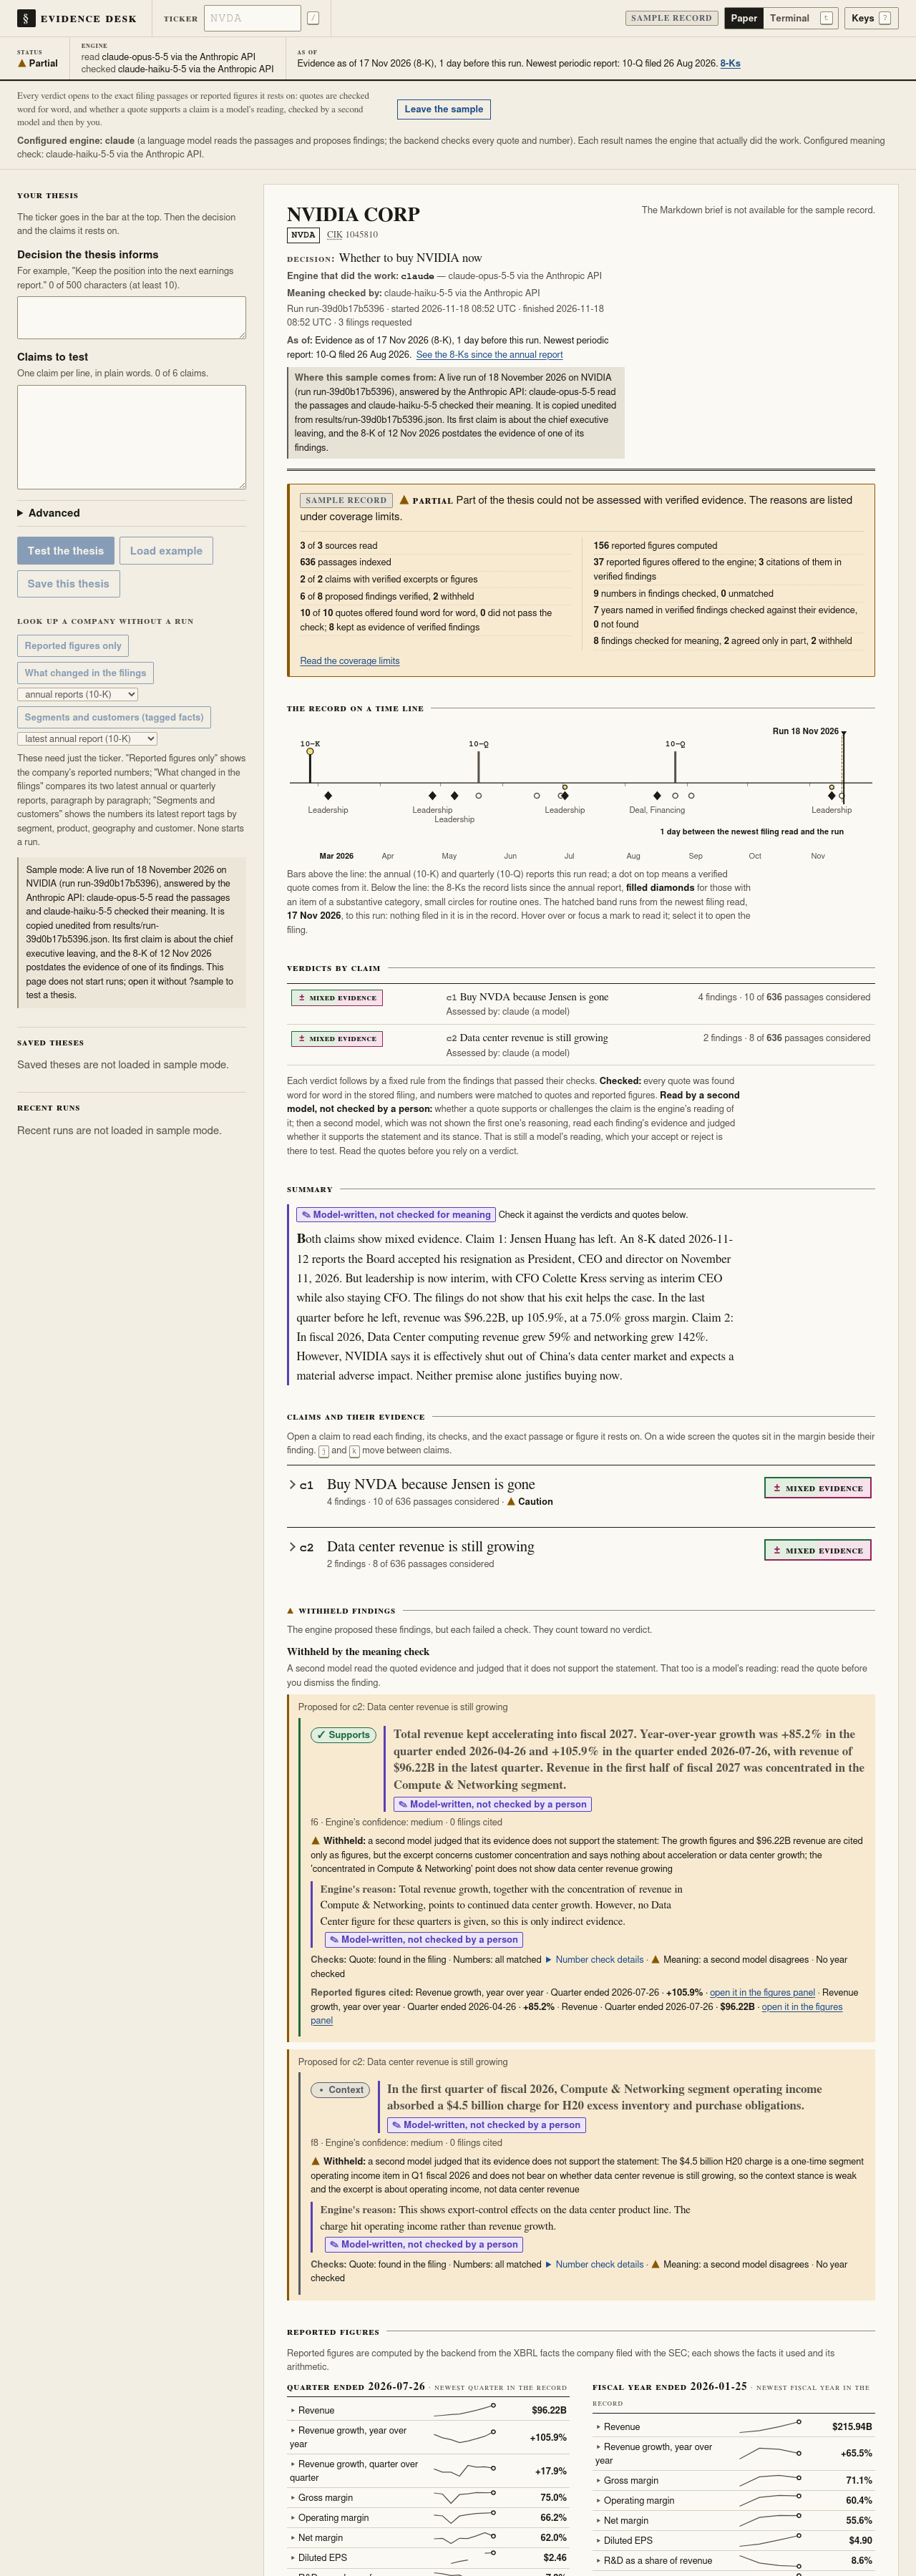 § EVIDENCE DESK
TICKER NVDA /
SAMPLE RECORD Paper Terminal t Keys ?
STATUS
Partial
ENGINE
read claude-opus-5-5 via the Anthropic API
checked claude-haiku-5-5 via the Anthropic API
AS OF
Evidence as of 17 Nov 2026 (8-K), 1 day before this run. Newest periodic report: 10-Q filed 26 Aug 2026. 8-Ks
Every verdict opens to the exact filing passages or reported figures it rests on: quotes are checked
word for word, and whether a quote supports a claim is a model's reading, checked by a second
model and then by you.
Leave the sample
Configured engine: claude (a language model reads the passages and proposes findings; the backend checks every quote and number). Each result names the engine that actually did the work. Configured meaning
check: claude-haiku-5-5 via the Anthropic API.
YOUR THESIS
The ticker goes in the bar at the top. Then the decision
and the claims it rests on.
Decision the thesis informs
For example, "Keep the position into the next earnings
report." 0 of 500 characters (at least 10).
Claims to test
One claim per line, in plain words. 0 of 6 claims.
Advanced
Test the thesis
Load example
Save this thesis
LOOK UP A COMPANY WITHOUT A RUN
Reported figures only
What changed in the filings
annual reports (10-K)
Segments and customers (tagged facts)
latest annual report (10-K)
These need just the ticker. "Reported figures only" shows
the company's reported numbers; "What changed in the
filings" compares its two latest annual or quarterly
reports, paragraph by paragraph; "Segments and
customers" shows the numbers its latest report tags by
segment, product, geography and customer. None starts
a run.
Sample mode: A live run of 18 November 2026 on
NVIDIA (run run-39d0b17b5396), answered by the
Anthropic API: claude-opus-5-5 read the passages
and claude-haiku-5-5 checked their meaning. It is
copied unedited from results/run-
39d0b17b5396.json. Its first claim is about the chief
executive leaving, and the 8-K of 12 Nov 2026
postdates the evidence of one of its findings. This
page does not start runs; open it without ?sample to
test a thesis.
SAVED THESES
Saved theses are not loaded in sample mode.
RECENT RUNS
Recent runs are not loaded in sample mode.
NVIDIA CORP
The Markdown brief is not available for the sample record.
NVDA CIK 1045810
DECISION: Whether to buy NVIDIA now
Engine that did the work: claude — claude-opus-5-5 via the Anthropic API
Meaning checked by: claude-haiku-5-5 via the Anthropic API
Run run-39d0b17b5396 · started 2026-11-18 08:52 UTC · finished 2026-11-18
08:52 UTC · 3 filings requested
As of: Evidence as of 17 Nov 2026 (8-K), 1 day before this run. Newest periodic
report: 10-Q filed 26 Aug 2026. See the 8-Ks since the annual report
Where this sample comes from: A live run of 18 November 2026 on NVIDIA
(run run-39d0b17b5396), answered by the Anthropic API: claude-opus-5-5 read
the passages and claude-haiku-5-5 checked their meaning. It is copied unedited
from results/run-39d0b17b5396.json. Its first claim is about the chief executive
leaving, and the 8-K of 12 Nov 2026 postdates the evidence of one of its
findings.
SAMPLE RECORD PARTIAL Part of the thesis could not be assessed with verified evidence. The reasons are listed
under coverage limits.
3 of 3 sources read
636 passages indexed
2 of 2 claims with verified excerpts or figures
6 of 8 proposed findings verified, 2 withheld
10 of 10 quotes offered found word for word, 0 did not pass the
check; 8 kept as evidence of verified findings
156 reported figures computed
37 reported figures offered to the engine; 3 citations of them in
verified findings
9 numbers in findings checked, 0 unmatched
7 years named in verified findings checked against their evidence,
0 not found
8 findings checked for meaning, 2 agreed only in part, 2 withheld
Read the coverage limits
THE RECORD ON A TIME LINE
Run 18 Nov 2026
10-K 10-Q 10-Q
Leadership Leadership Leadership Deal, Financing Leadership
Leadership
1 day between the newest filing read and the run
Mar 2026 Apr May Jun Jul Aug Sep Oct Nov
Bars above the line: the annual (10-K) and quarterly (10-Q) reports this run read; a dot on top means a verified
quote comes from it. Below the line: the 8-Ks the record lists since the annual report, filled diamonds for those with
an item of a substantive category, small circles for routine ones. The hatched band runs from the newest filing read,
17 Nov 2026, to this run: nothing filed in it is in the record. Hover over or focus a mark to read it; select it to open the
filing.
VERDICTS BY CLAIM
± MIXED EVIDENCE c1 Buy NVDA because Jensen is gone 4 findings · 10 of 636 passages considered
Assessed by: claude (a model)
± MIXED EVIDENCE c2 Data center revenue is still growing 2 findings · 8 of 636 passages considered
Assessed by: claude (a model)
Each verdict follows by a fixed rule from the findings that passed their checks. Checked: every quote was found
word for word in the stored filing, and numbers were matched to quotes and reported figures. Read by a second
model, not checked by a person: whether a quote supports or challenges the claim is the engine's reading of
it; then a second model, which was not shown the first one's reasoning, read each finding's evidence and judged
whether it supports the statement and its stance. That is still a model's reading, which your accept or reject is
there to test. Read the quotes before you rely on a verdict.
SUMMARY
✎ Model-written, not checked for meaning Check it against the verdicts and quotes below.
Both claims show mixed evidence. Claim 1: Jensen Huang has left. An 8-K dated 2026-11-
12 reports the Board accepted his resignation as President, CEO and director on November
11, 2026. But leadership is now interim, with CFO Colette Kress serving as interim CEO
while also staying CFO. The filings do not show that his exit helps the case. In the last
quarter before he left, revenue was $96.22B, up 105.9%, at a 75.0% gross margin. Claim 2:
In fiscal 2026, Data Center computing revenue grew 59% and networking grew 142%.
However, NVIDIA says it is effectively shut out of China's data center market and expects a
material adverse impact. Neither premise alone justifies buying now.
CLAIMS AND THEIR EVIDENCE
Open a claim to read each finding, its checks, and the exact passage or figure it rests on. On a wide screen the quotes sit in the margin beside their
finding. j and k move between claims.
c1 Buy NVDA because Jensen is gone ± MIXED EVIDENCE
4 findings · 10 of 636 passages considered · Caution
c2 Data center revenue is still growing ± MIXED EVIDENCE
2 findings · 8 of 636 passages considered
WITHHELD FINDINGS
The engine proposed these findings, but each failed a check. They count toward no verdict.
Withheld by the meaning check
A second model read the quoted evidence and judged that it does not support the statement. That too is a model's reading: read the quote before
you dismiss the finding.
Proposed for c2: Data center revenue is still growing
✓ Supports
Total revenue kept accelerating into fiscal 2027. Year-over-year growth was +85.2% in the
quarter ended 2026-04-26 and +105.9% in the quarter ended 2026-07-26, with revenue of
$96.22B in the latest quarter. Revenue in the first half of fiscal 2027 was concentrated in the
Compute & Networking segment.
✎ Model-written, not checked by a person
f6 · Engine's confidence: medium · 0 filings cited
Withheld: a second model judged that its evidence does not support the statement: The growth figures and $96.22B revenue are cited
only as figures, but the excerpt concerns customer concentration and says nothing about acceleration or data center growth; the
'concentrated in Compute & Networking' point does not show data center revenue growing
Engine's reason: Total revenue growth, together with the concentration of revenue in
Compute & Networking, points to continued data center growth. However, no Data
Center figure for these quarters is given, so this is only indirect evidence.
✎ Model-written, not checked by a person
Checks: Quote: found in the filing · Numbers: all matched Number check details · Meaning: a second model disagrees · No year
checked
Reported figures cited: Revenue growth, year over year · Quarter ended 2026-07-26 · +105.9% · open it in the figures panel · Revenue
growth, year over year · Quarter ended 2026-04-26 · +85.2% · Revenue · Quarter ended 2026-07-26 · $96.22B · open it in the figures
panel
Proposed for c2: Data center revenue is still growing
• Context
In the first quarter of fiscal 2026, Compute & Networking segment operating income
absorbed a $4.5 billion charge for H20 excess inventory and purchase obligations.
✎ Model-written, not checked by a person
f8 · Engine's confidence: medium · 0 filings cited
Withheld: a second model judged that its evidence does not support the statement: The $4.5 billion H20 charge is a one-time segment
operating income item in Q1 fiscal 2026 and does not bear on whether data center revenue is still growing, so the context stance is weak
and the excerpt is about operating income, not data center revenue
Engine's reason: This shows export-control effects on the data center product line. The
charge hit operating income rather than revenue growth.
✎ Model-written, not checked by a person
Checks: Quote: found in the filing · Numbers: all matched Number check details · Meaning: a second model disagrees · No year
checked
REPORTED FIGURES
Reported figures are computed by the backend from the XBRL facts the company filed with the SEC; each shows the facts it used and its
arithmetic.
QUARTER ENDED 2026-07-26 · NEWEST QUARTER IN THE RECORD
Revenue $96.22B
Revenue growth, year over
year +105.9%
Revenue growth, quarter over
quarter +17.9%
Gross margin 75.0%
Operating margin 66.2%
Net margin 62.0%
Diluted EPS $2.46
FISCAL YEAR ENDED 2026-01-25 · NEWEST FISCAL YEAR IN THE
RECORD
Revenue $215.94B
Revenue growth, year over
year +65.5%
Gross margin 71.1%
Operating margin 60.4%
Net margin 55.6%
Diluted EPS $4.90
R&D as a share of revenue 8.6%